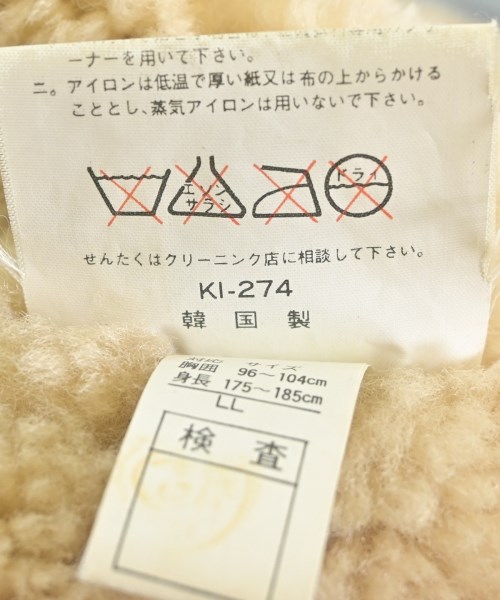 ーナーを用いて下さい。
二。アイロンは低温で厚い紙又は布の上からかける
こととし、蒸気アイロンは用いないで下さい。
エンソ
サラシ
ドライ
せんたくはクリーニング店に相談して下さい。
KI-274
韓国製
サイズ
胸囲 96～104cm
身長 175～185cm
LL
検査